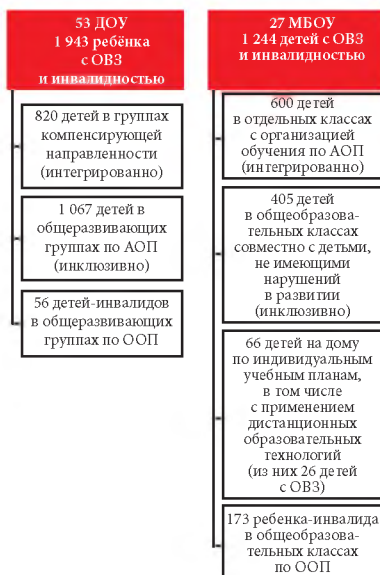 53 ДОУ
1 943 ребёнка
с ОВЗ
и инвалидностью
820 детей в группах
компенсирующей
направленности
(интегрированно)
1 067 детей в
общеразвивающих
группах по АОП
(инклюзивно)
56 детей-инвалидов
в общеразвивающих
группах по ООП
27 МБОУ
1 244 детей с ОВЗ
и инвалидностью
600 детей
в отдельных классах
с организацией
обучения по АОП
(интегрированно)
405 детей
в общеобразова-
тельных классах
совместно с детьми,
не имеющими
нарушений
в развитии
(инклюзивно)
66 детей на дому
по индивидуальным
учебным планам,
в том числе
с применением
дистанционных
образовательных
технологий
(из них 26 детей
с ОВЗ)
173 ребенка-инвалида
в общеобразова-
тельных классах
по ООП